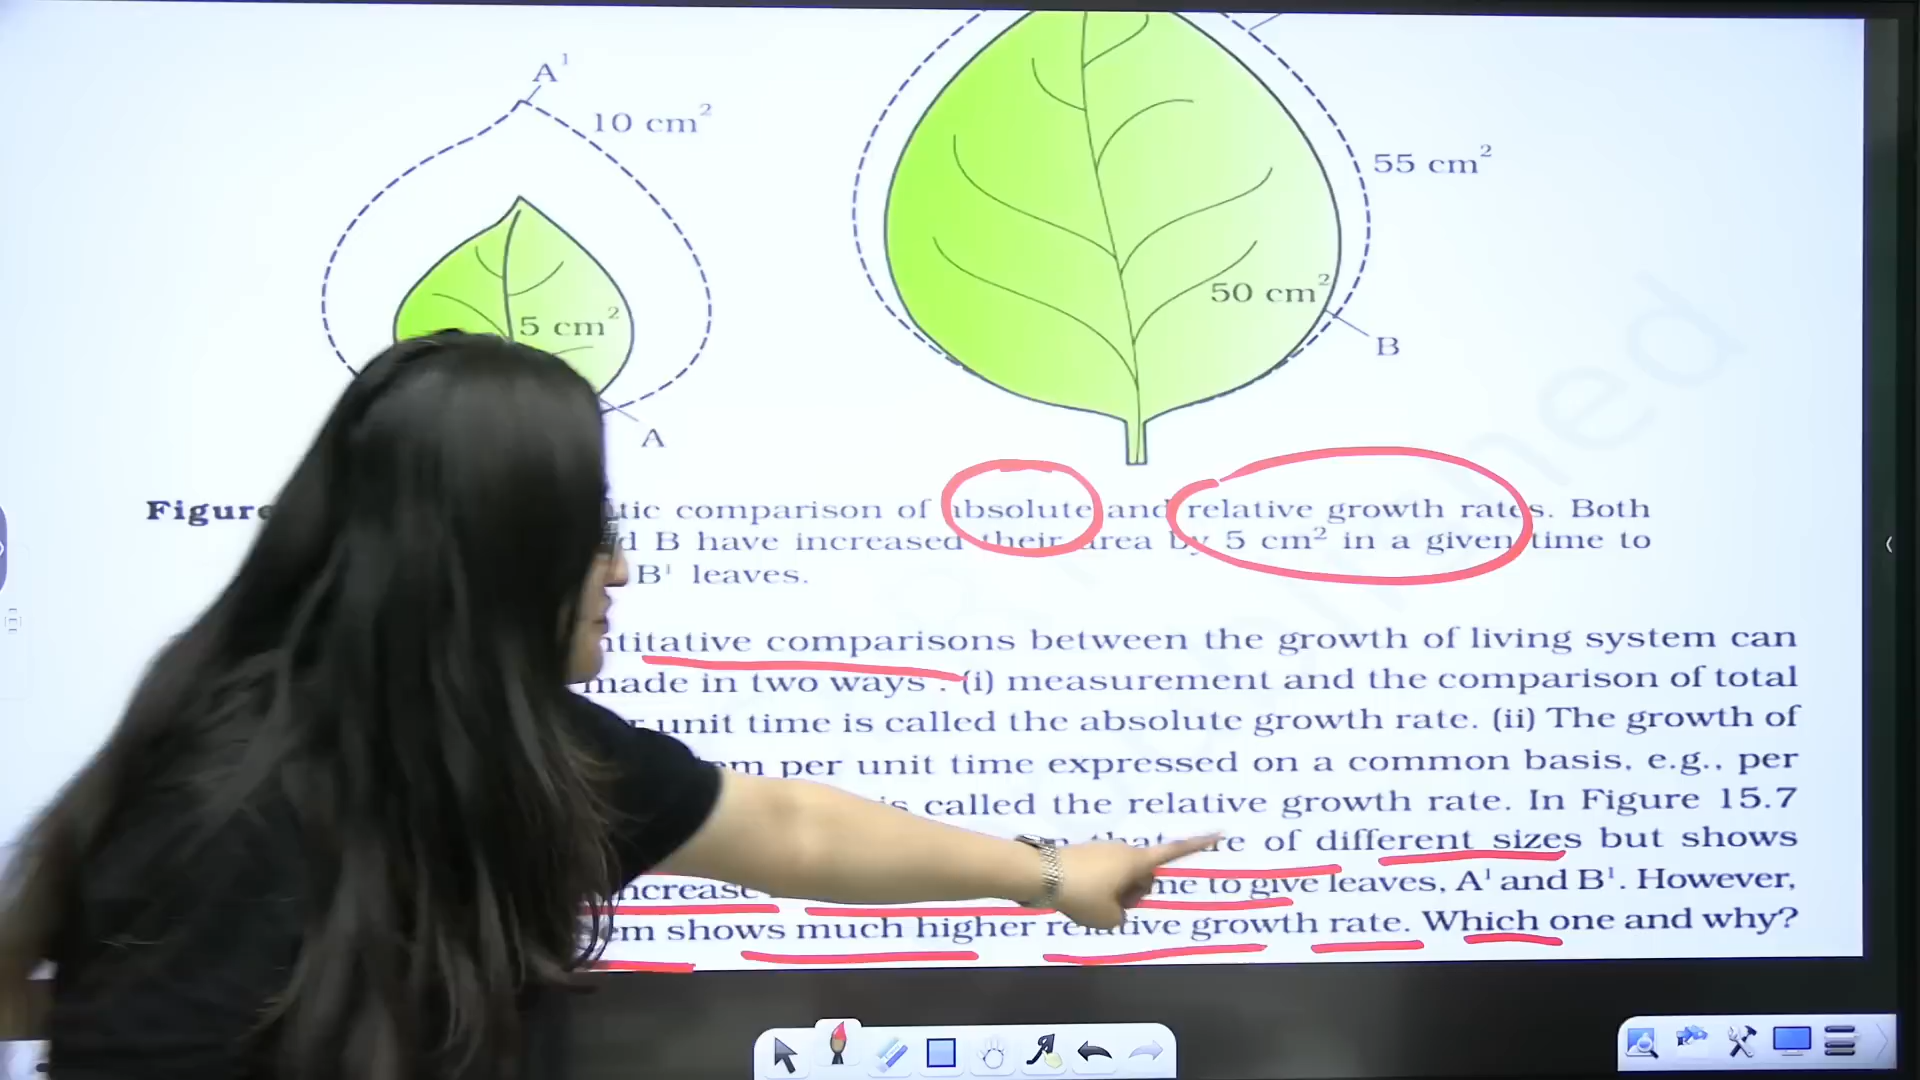 A¹
10 cm²
5 cm²
A
55 cm²
50 cm²
B
Figure comparison of absolute and relative growth rates. Both
B have increased their area by 5 cm² in a given time to
B¹ leaves.
comparisons between the growth of living system can
made in two ways : (i) measurement and the comparison of total
unit time is called the absolute growth rate. (ii) The growth of
per unit time expressed on a common basis, e.g., per
is called the relative growth rate. In Figure 15.7
that are of different sizes but shows
to give leaves, A¹ and B¹. However,
shows much higher relative growth rate. Which one and why?